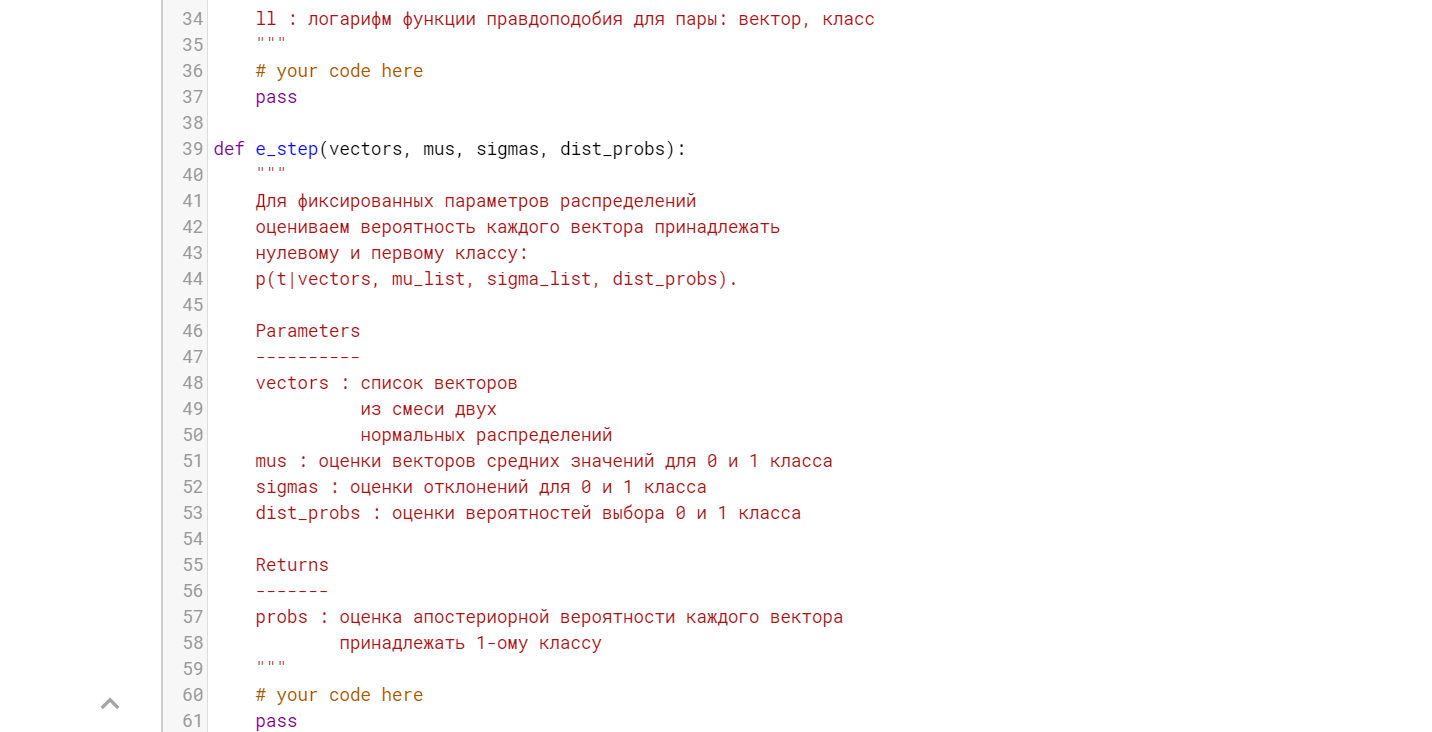 34 ll : логарифм функции правдоподобия для пары: вектор, класс
35 """
36 # your code here
37 pass
38
39 def e_step(vectors, mus, sigmas, dist_probs):
40 """
41 Для фиксированных параметров распределений
42 оцениваем вероятность каждого вектора принадлежать
43 нулевому и первому классу:
44 p(t|vectors, mu_list, sigma_list, dist_probs).
45
46 Parameters
47 ----------
48 vectors : список векторов
49 из смеси двух
50 нормальных распределений
51 mus : оценки векторов средних значений для 0 и 1 класса
52 sigmas : оценки отклонений для 0 и 1 класса
53 dist_probs : оценки вероятностей выбора 0 и 1 класса
54
55 Returns
56 -------
57 probs : оценка апостериорной вероятности каждого вектора
58 принадлежать 1-ому классу
59 """
60 # your code here
61 pass